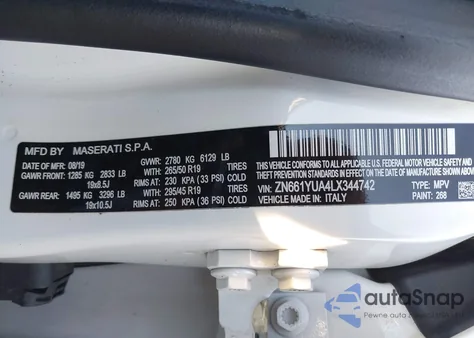 MFD BY MASERATI S.P.A.
DATE OF MFR 08/19 GVWR: 2780 KG 6129 LB
GAWR FRONT: 1285 KG 2833 LB WITH 265/50 R19 TIRES
19x8.5J RIMS AT 230 KPA (33 PSI) COLD
GAWR REAR: 1495 KG 3296 LB WITH 295/45 R19 TIRES
19x10.5J RIMS AT 250 KPA (36 PSI) COLD
THIS VEHICLE CONFORMS TO ALL APPLICABLE U.S. FEDERAL MOTOR
VEHICLE SAFETY, BUMPER, AND THEFT PREVENTION STANDARDS IN
EFFECT ON THE DATE OF MANUFACTURE SHOWN ABOVE.
VIN: ZN661YUA4LX344742 TYPE: MPV
VEHICLE MADE IN: ITALY PAINT: 268
autoSnap
Pewne auto